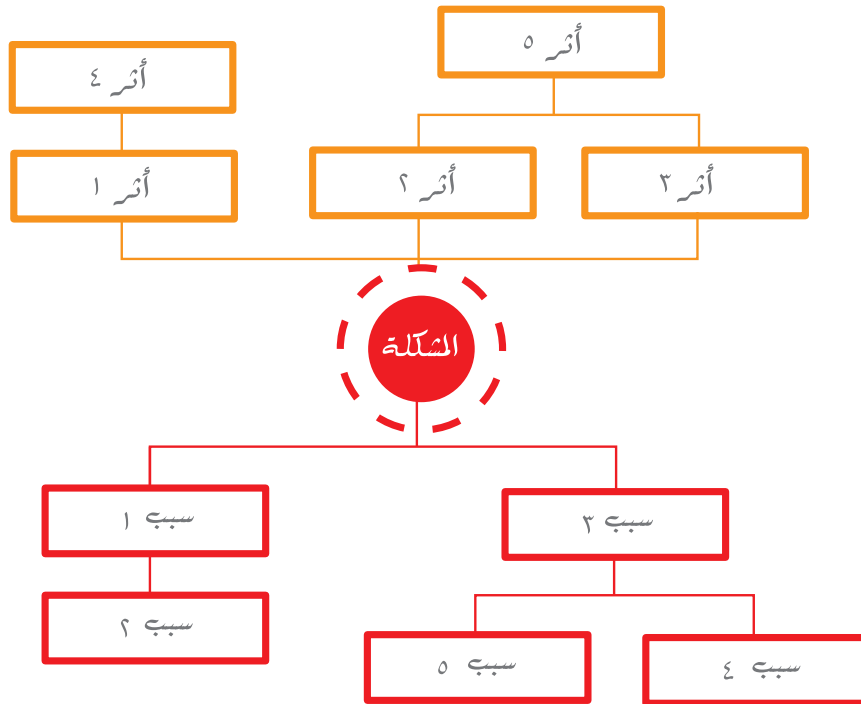 أثر ٥
أثر ٤
أثر ٣
أثر ٢
أثر ١
المشكلة
سبب ٣
سبب ١
سبب ٢
سبب ٤
سبب ٥